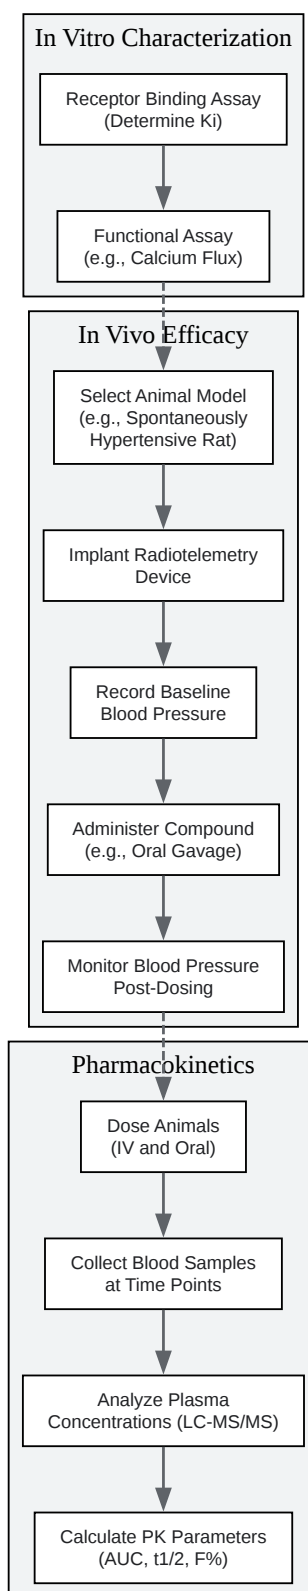 In Vitro Characterization
Receptor Binding Assay
(Determine Ki)
Functional Assay
(e.g., Calcium Flux)
In Vivo Efficacy
Select Animal Model
(e.g., Spontaneously
Hypertensive Rat)
Implant Radiotelemetry
Device
Record Baseline
Blood Pressure
Administer Compound
(e.g., Oral Gavage)
Monitor Blood Pressure
Post-Dosing
Pharmacokinetics
Dose Animals
(IV and Oral)
Collect Blood Samples
at Time Points
Analyze Plasma
Concentrations (LC-MS/MS)
Calculate PK Parameters
(AUC, t1/2, F%)